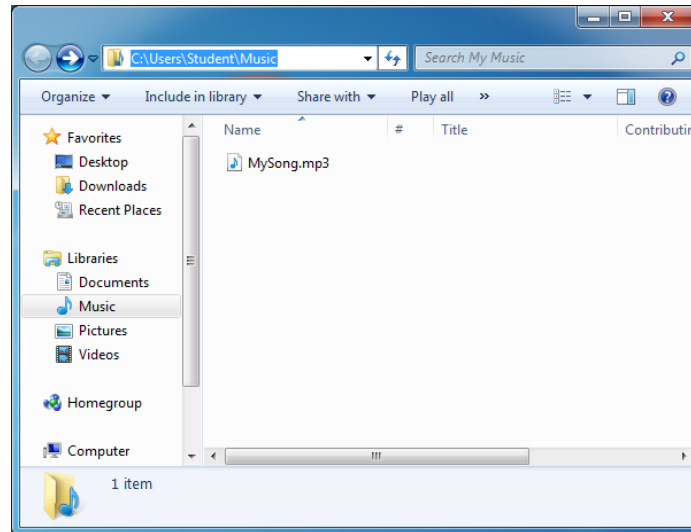 C:\Users\Student\Music
Search My Music
Organize Include in library Share with Play all »
Name # Title Contributin
MySong.mp3
Favorites
Desktop
Downloads
Recent Places
Libraries
Documents
Music
Pictures
Videos
Homegroup
Computer
1 item